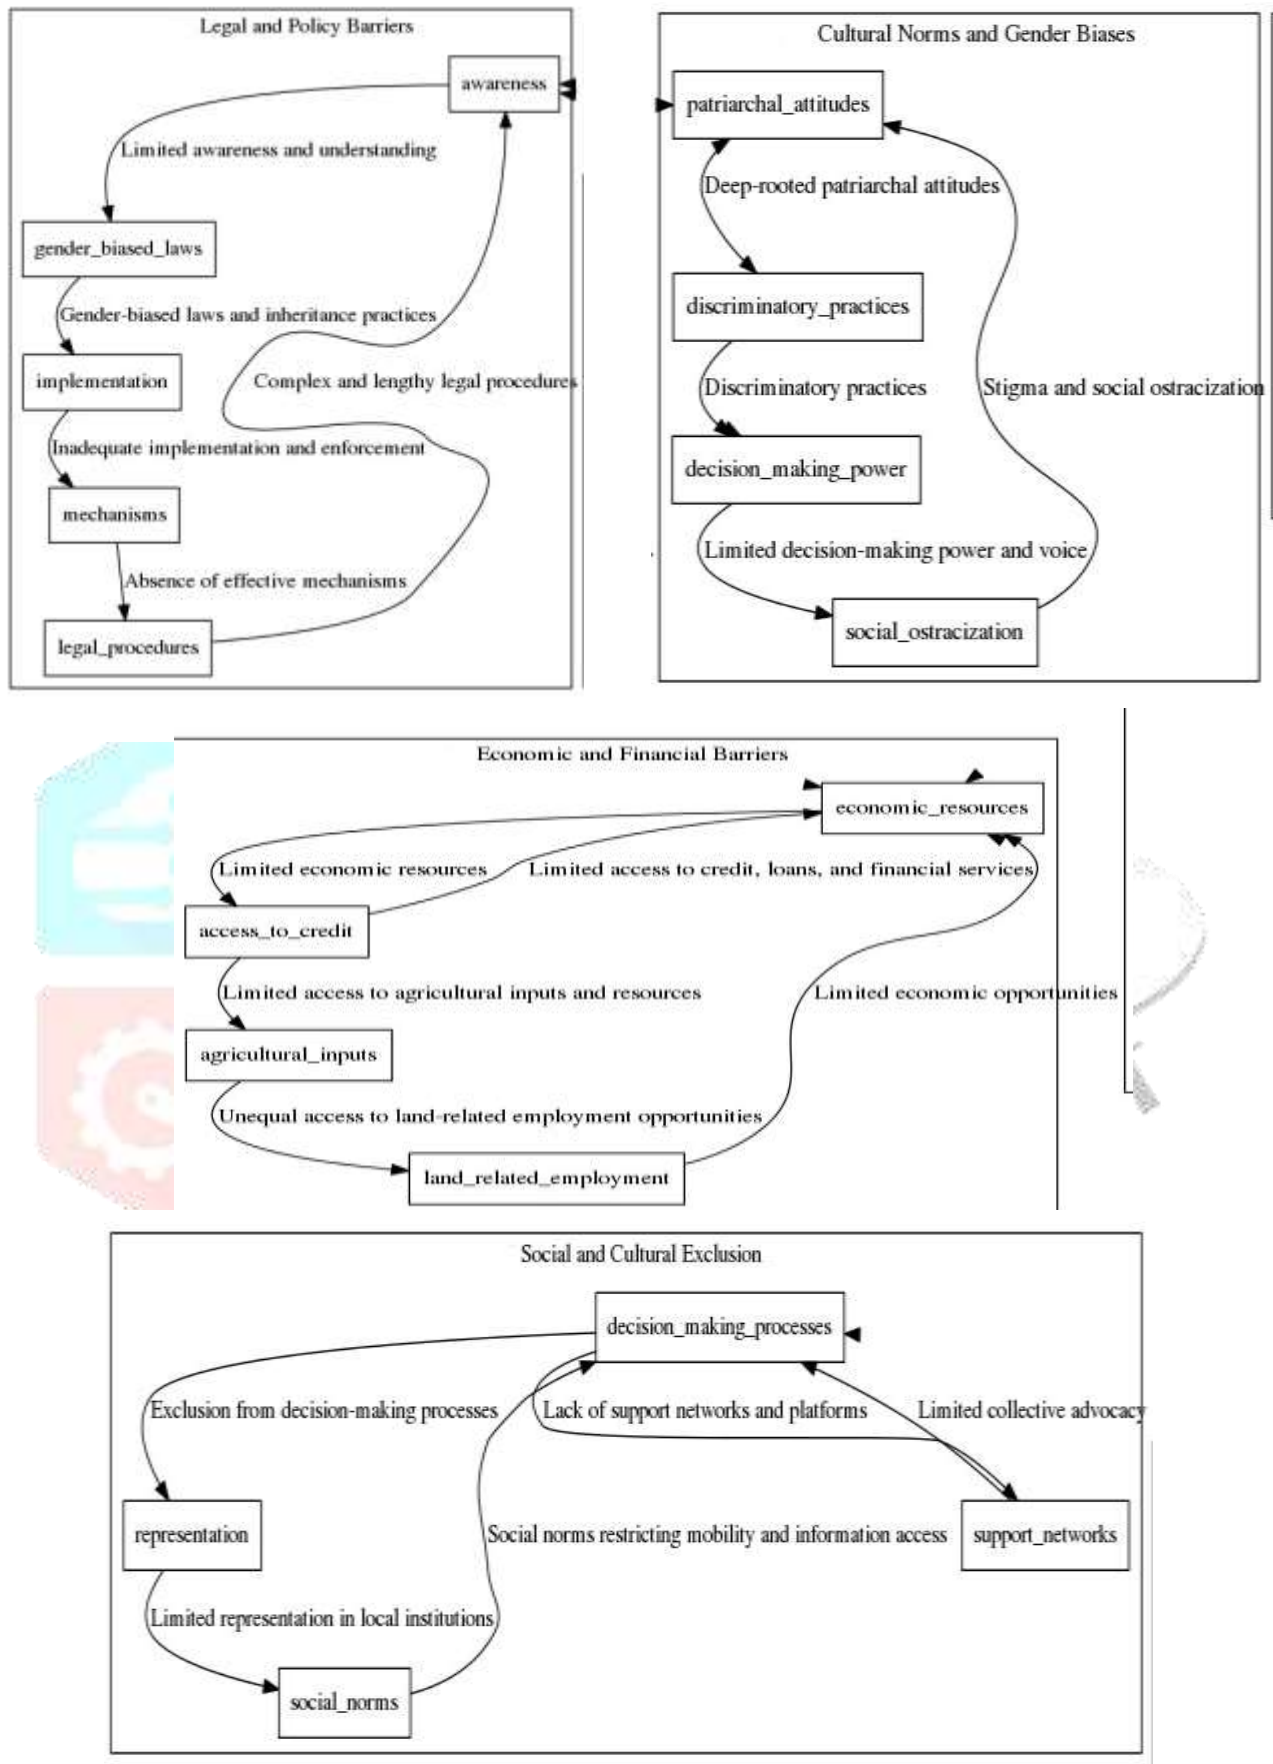 Legal and Policy Barriers
awareness
Limited awareness and understanding
gender_biased_laws
Gender-biased laws and inheritance practices
implementation
Complex and lengthy legal procedures
Inadequate implementation and enforcement
mechanisms
Absence of effective mechanisms
legal_procedures
Cultural Norms and Gender Biases
patriarchal_attitudes
Deep-rooted patriarchal attitudes
discriminatory_practices
Discriminatory practices
Stigma and social ostracization
decision_making_power
Limited decision-making power and voice
social_ostracization
Economic and Financial Barriers
economic_resources
Limited economic resources
Limited access to credit, loans, and financial services
access_to_credit
Limited access to agricultural inputs and resources
Limited economic opportunities
agricultural_inputs
Unequal access to land-related employment opportunities
land_related_employment
Social and Cultural Exclusion
decision_making_processes
Exclusion from decision-making processes
Lack of support networks and platforms
Limited collective advocacy
representation
Social norms restricting mobility and information access
support_networks
Limited representation in local institutions
social_norms